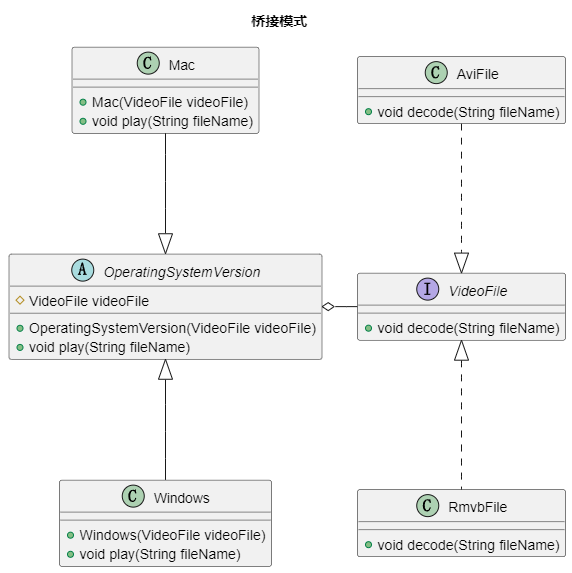 桥接模式
C Mac
Mac(VideoFile videoFile)
void play(String fileName)
C AviFile
void decode(String fileName)
A OperatingSystemVersion
VideoFile videoFile
OperatingSystemVersion(VideoFile videoFile)
void play(String fileName)
I VideoFile
void decode(String fileName)
C Windows
Windows(VideoFile videoFile)
void play(String fileName)
C RmvbFile
void decode(String fileName)